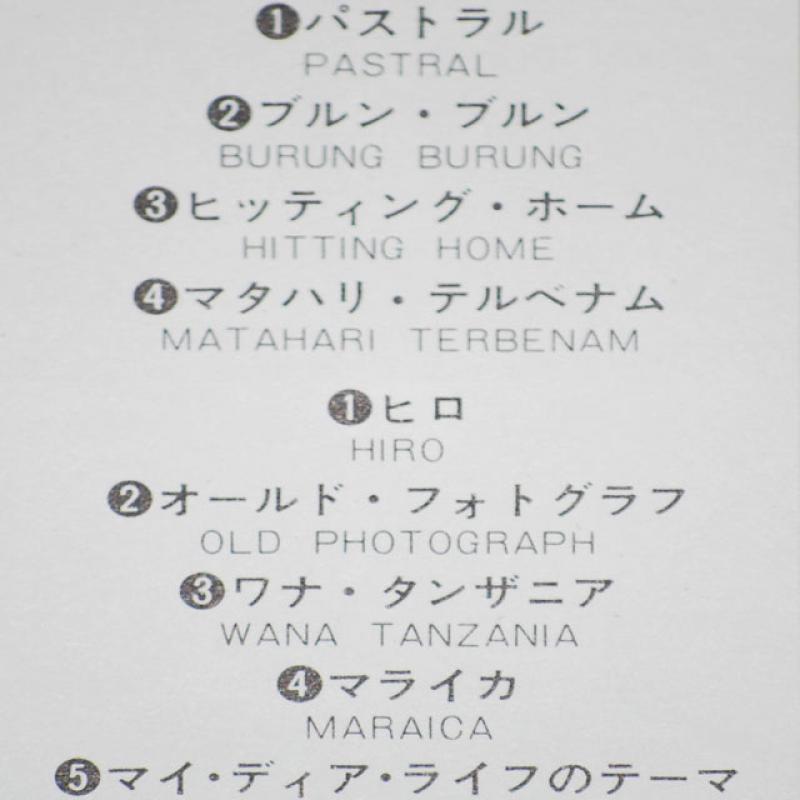 ❶パストラル
PASTRAL
❷ブルン・ブルン
BURUNG BURUNG
❸ヒッティング・ホーム
HITTING HOME
❹マタハリ・テルベナム
MATAHARI TERBENAM
❶ヒロ
HIRO
❷オールド・フォトグラフ
OLD PHOTOGRAPH
❸ワナ・タンザニア
WANA TANZANIA
❹マライカ
MARAICA
❺マイ・ディア・ライフのテーマ